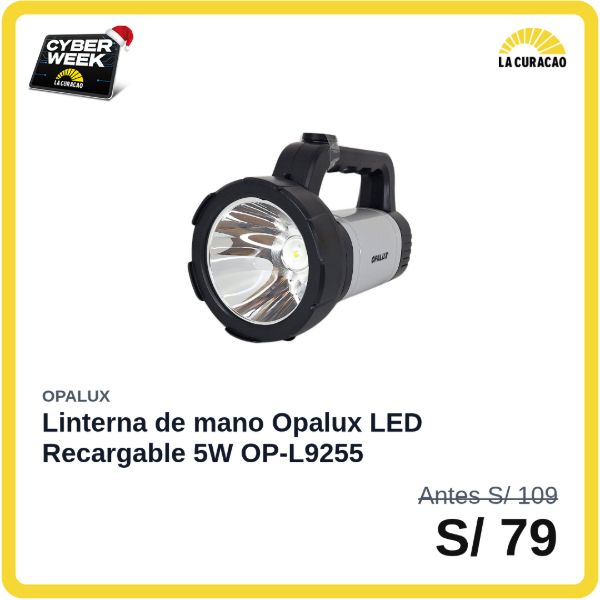 CYBER
WEEK
LA CURACAO
LA CURACAO
OPALUX
OPALUX
Linterna de mano Opalux LED
Recargable 5W OP-L9255
Antes S/ 109
S/ 79